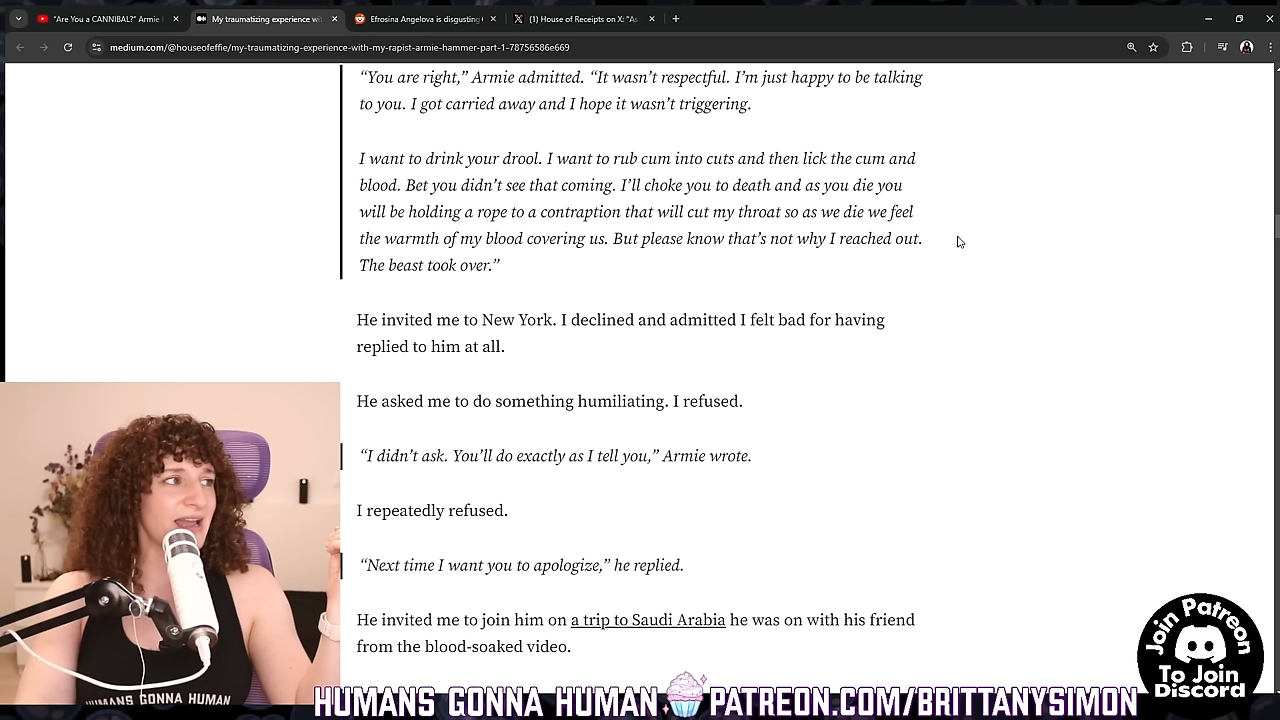 "Are You a CANNIBAL?" Armie
My traumatizing experience wi
Efrosina Angelova is disgusting
(1) House of Receipts on X: "As
medium.com/@houseofeffie/my-traumatizing-experience-with-my-rapist-armie-hammer-part-1-78756586e669
“You are right,” Armie admitted. “It wasn’t respectful. I’m just happy to be talking
to you. I got carried away and I hope it wasn’t triggering.
I want to drink your drool. I want to rub cum into cuts and then lick the cum and
blood. Bet you didn’t see that coming. I’ll choke you to death and as you die you
will be holding a rope to a contraption that will cut my throat so as we die we feel
the warmth of my blood covering us. But please know that’s not why I reached out.
The beast took over.”
He invited me to New York. I declined and admitted I felt bad for having
replied to him at all.
He asked me to do something humiliating. I refused.
“I didn’t ask. You’ll do exactly as I tell you,” Armie wrote.
I repeatedly refused.
“Next time I want you to apologize,” he replied.
He invited me to join him on a trip to Saudi Arabia he was on with his friend
from the blood-soaked video.
HUMANS GONNA HUMAN
Join Patreon
To Join
Discord
HUMANS GONNA HUMAN PATREON.COM/BRITTANYSIMON